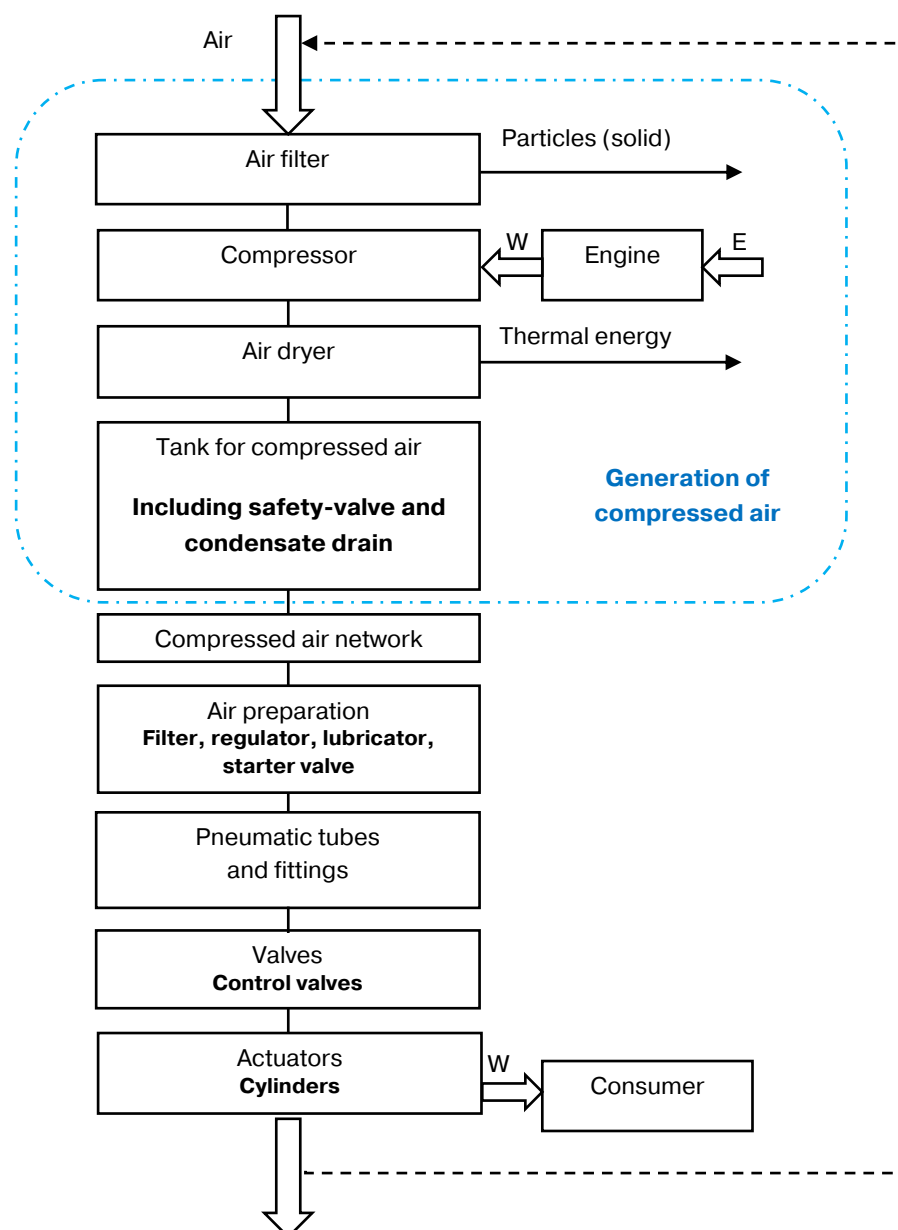 Air
Particles (solid)
Air filter
W
E
Compressor
Engine
Thermal energy
Air dryer
Tank for compressed air
Including safety-valve and
condensate drain
Generation of
compressed air
Compressed air network
Air preparation
Filter, regulator, lubricator,
starter valve
Pneumatic tubes
and fittings
Valves
Control valves
Actuators
Cylinders
W
Consumer